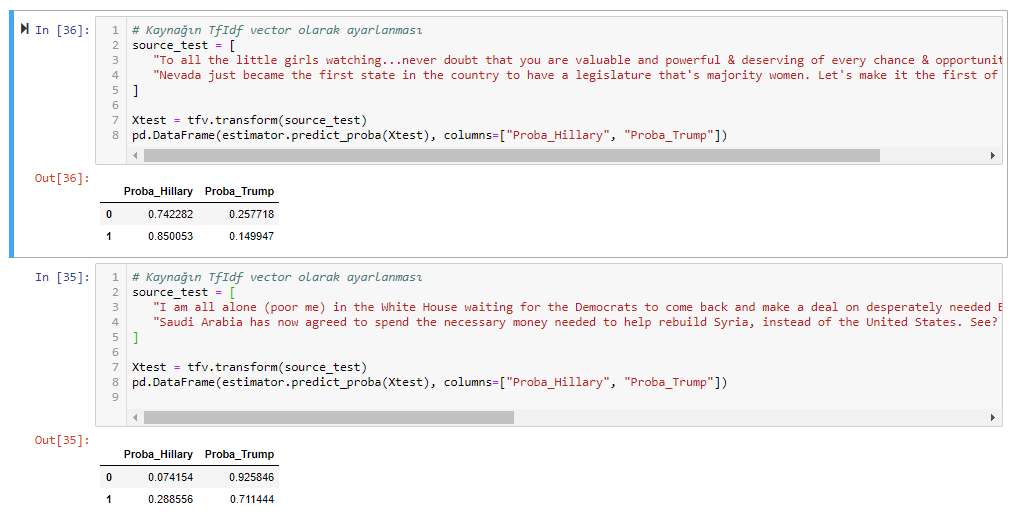 In [36]:
1 # Kaynağın TfIdf vector olarak ayarlanması
2 source_test = [
3 "To all the little girls watching...never doubt that you are valuable and powerful & deserving of every chance & opportunit
4 "Nevada just became the first state in the country to have a legislature that's majority women. Let's make it the first of
5 ]
6
7 Xtest = tfv.transform(source_test)
8 pd.DataFrame(estimator.predict_proba(Xtest), columns=["Proba_Hillary", "Proba_Trump"])
Out[36]:
Proba_Hillary Proba_Trump
0 0.742282 0.257718
1 0.850053 0.149947
In [35]:
1 # Kaynağın TfIdf vector olarak ayarlanması
2 source_test = [
3 "I am all alone (poor me) in the White House waiting for the Democrats to come back and make a deal on desperately needed
4 "Saudi Arabia has now agreed to spend the necessary money needed to help rebuild Syria, instead of the United States. See?
5 ]
6
7 Xtest = tfv.transform(source_test)
8 pd.DataFrame(estimator.predict_proba(Xtest), columns=["Proba_Hillary", "Proba_Trump"])
9
Out[35]:
Proba_Hillary Proba_Trump
0 0.074154 0.925846
1 0.288556 0.711444